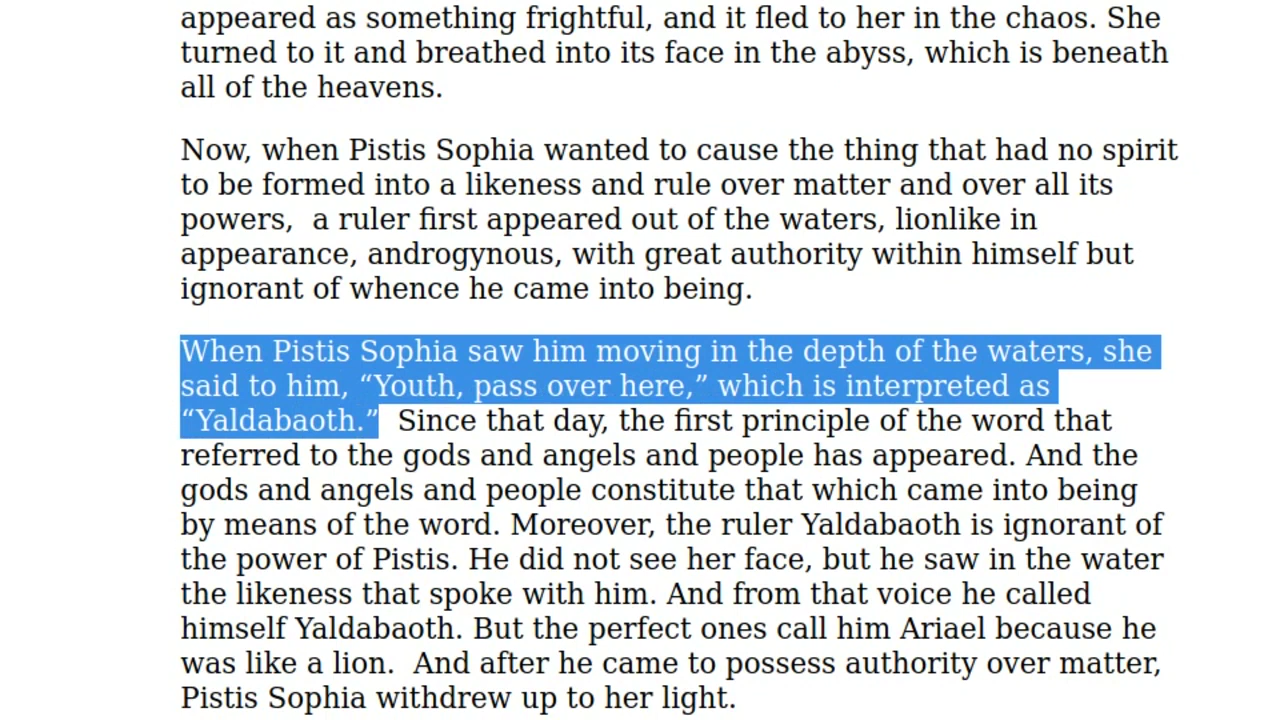 appeared as something frightful, and it fled to her in the chaos. She
turned to it and breathed into its face in the abyss, which is beneath
all of the heavens.
Now, when Pistis Sophia wanted to cause the thing that had no spirit
to be formed into a likeness and rule over matter and over all its
powers,  a ruler first appeared out of the waters, lionlike in
appearance, androgynous, with great authority within himself but
ignorant of whence he came into being.
When Pistis Sophia saw him moving in the depth of the waters, she
said to him, “Youth, pass over here,” which is interpreted as
“Yaldabaoth.”  Since that day, the first principle of the word that
referred to the gods and angels and people has appeared. And the
gods and angels and people constitute that which came into being
by means of the word. Moreover, the ruler Yaldabaoth is ignorant of
the power of Pistis. He did not see her face, but he saw in the water
the likeness that spoke with him. And from that voice he called
himself Yaldabaoth. But the perfect ones call him Ariael because he
was like a lion.  And after he came to possess authority over matter,
Pistis Sophia withdrew up to her light.